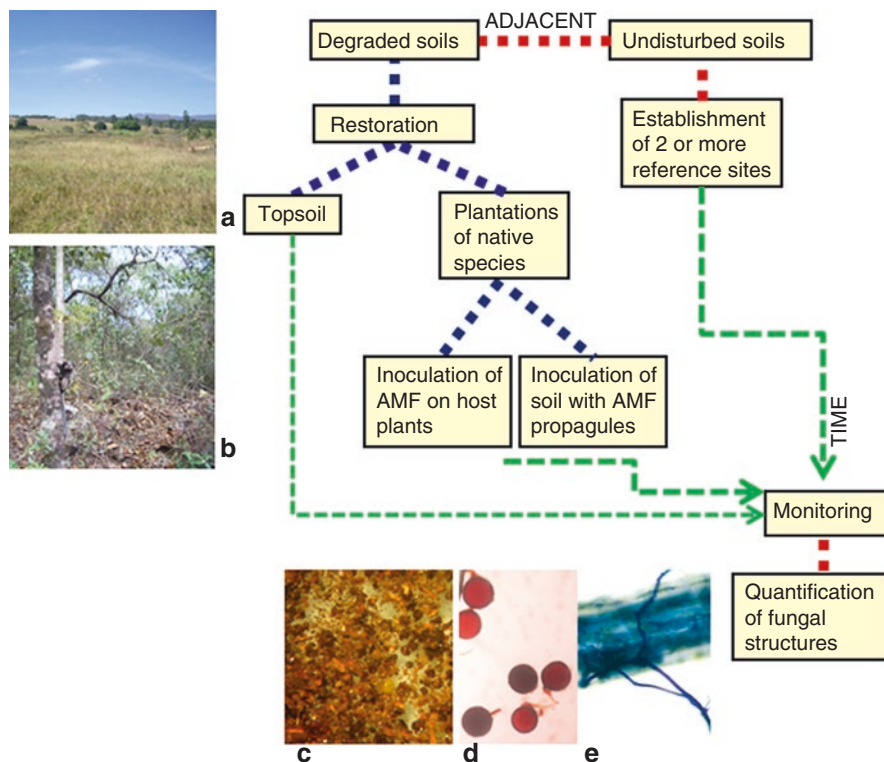 ADJACENT
Degraded soils
Undisturbed soils
Restoration
Establishment
of 2 or more
reference sites
a
Topsoil
Plantations
of native
species
Inoculation of
AMF on host
plants
Inoculation of
soil with AMF
propagules
TIME
b
Monitoring
Quantification
of fungal
structures
c
d
e